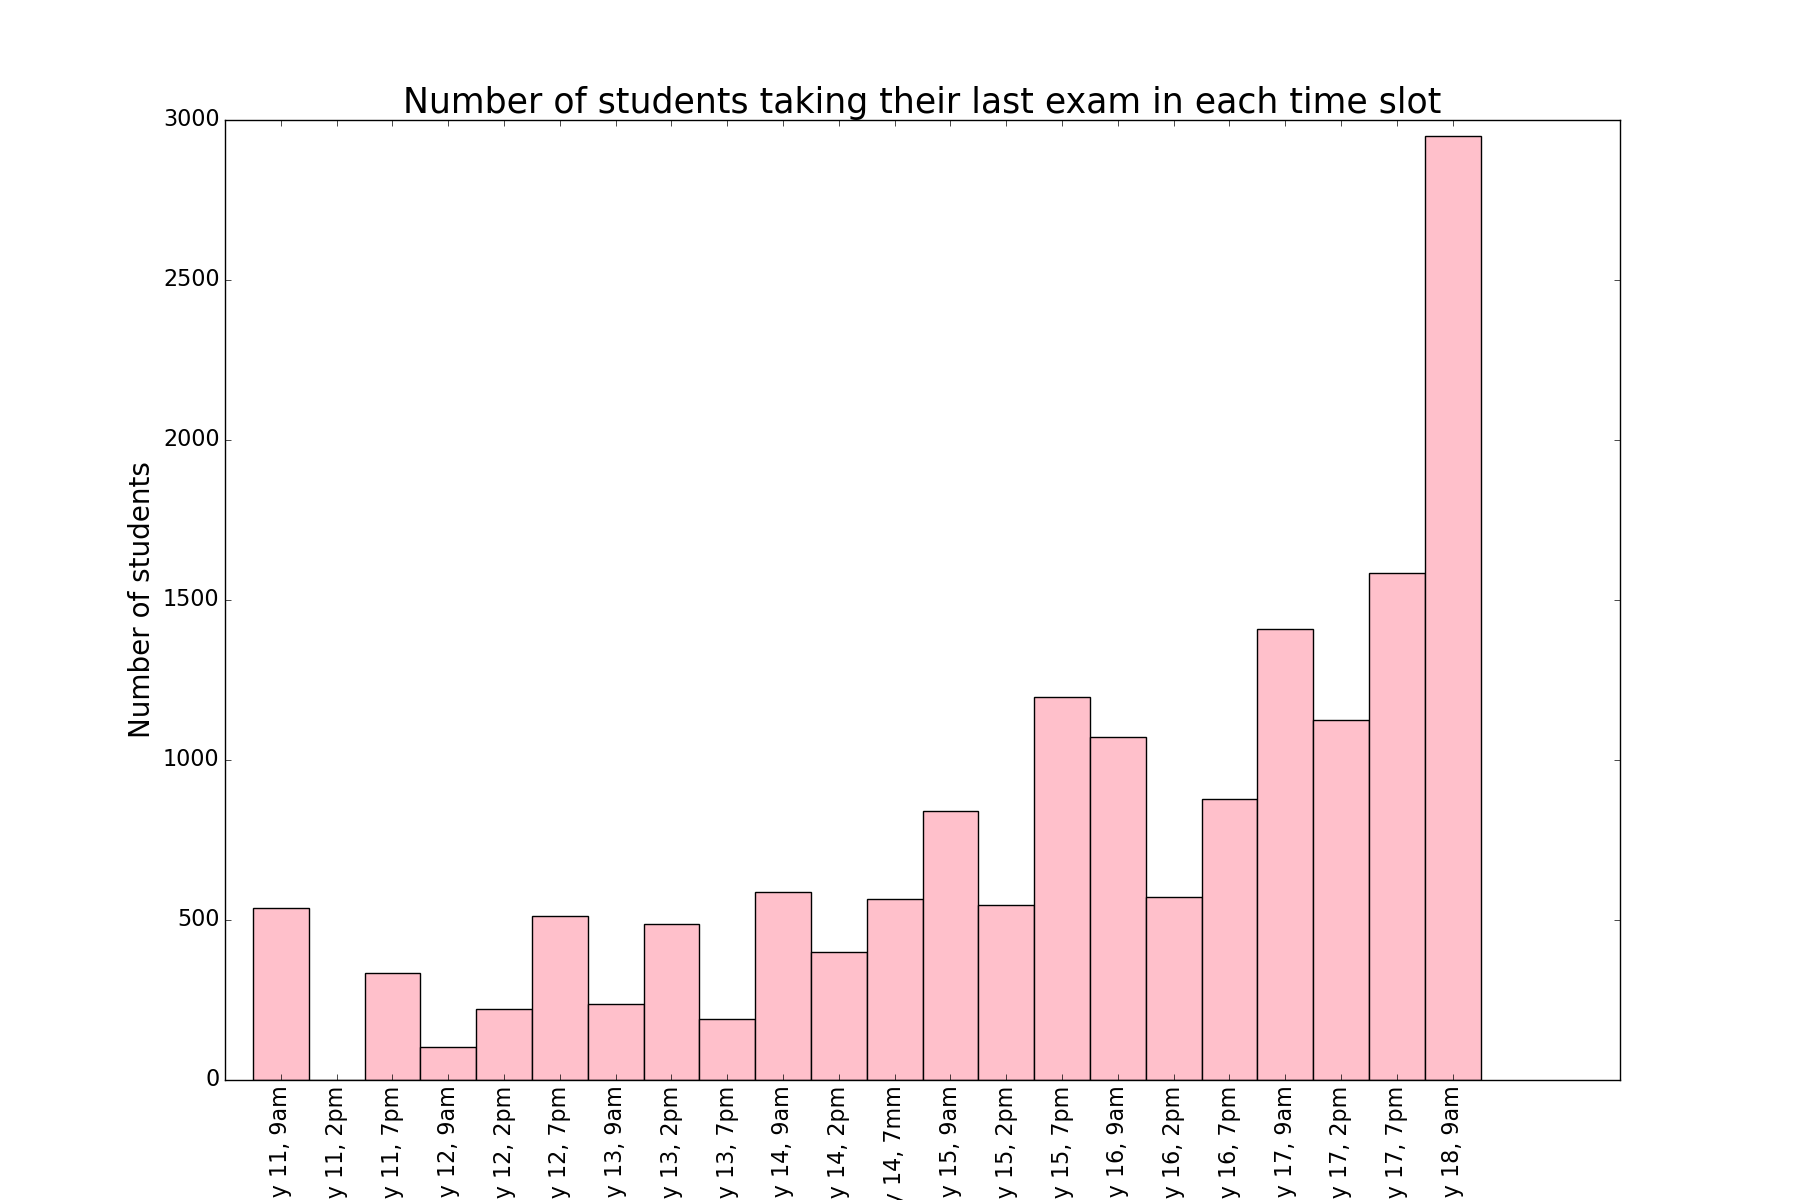 Number of students taking their last exam in each time slot
Number of students
3000
2500
2000
1500
1000
500
0
y 11, 9am
y 11, 2pm
y 11, 7pm
y 12, 9am
y 12, 2pm
y 12, 7pm
y 13, 9am
y 13, 2pm
y 13, 7pm
y 14, 9am
y 14, 2pm
y 14, 7mm
y 15, 9am
y 15, 2pm
y 15, 7pm
y 16, 9am
y 16, 2pm
y 16, 7pm
y 17, 9am
y 17, 2pm
y 17, 7pm
y 18, 9am